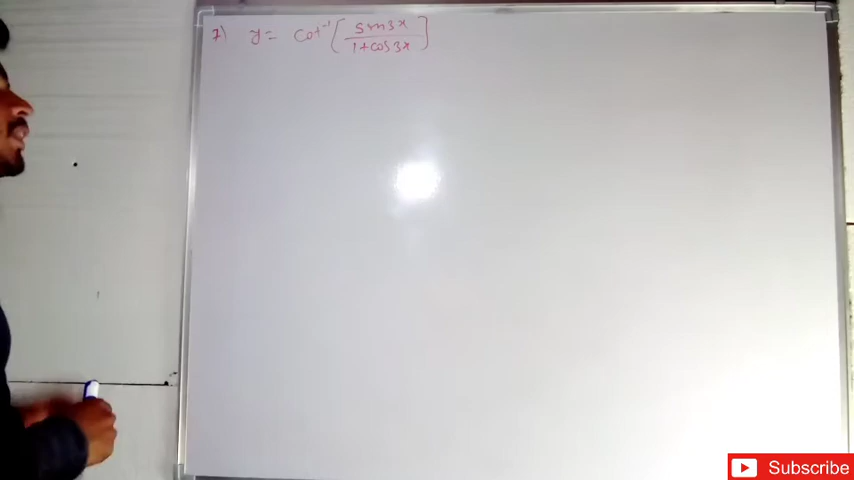 7) y = cot⁻¹ [ sin3x / 1+cos3x ]
Subscribe